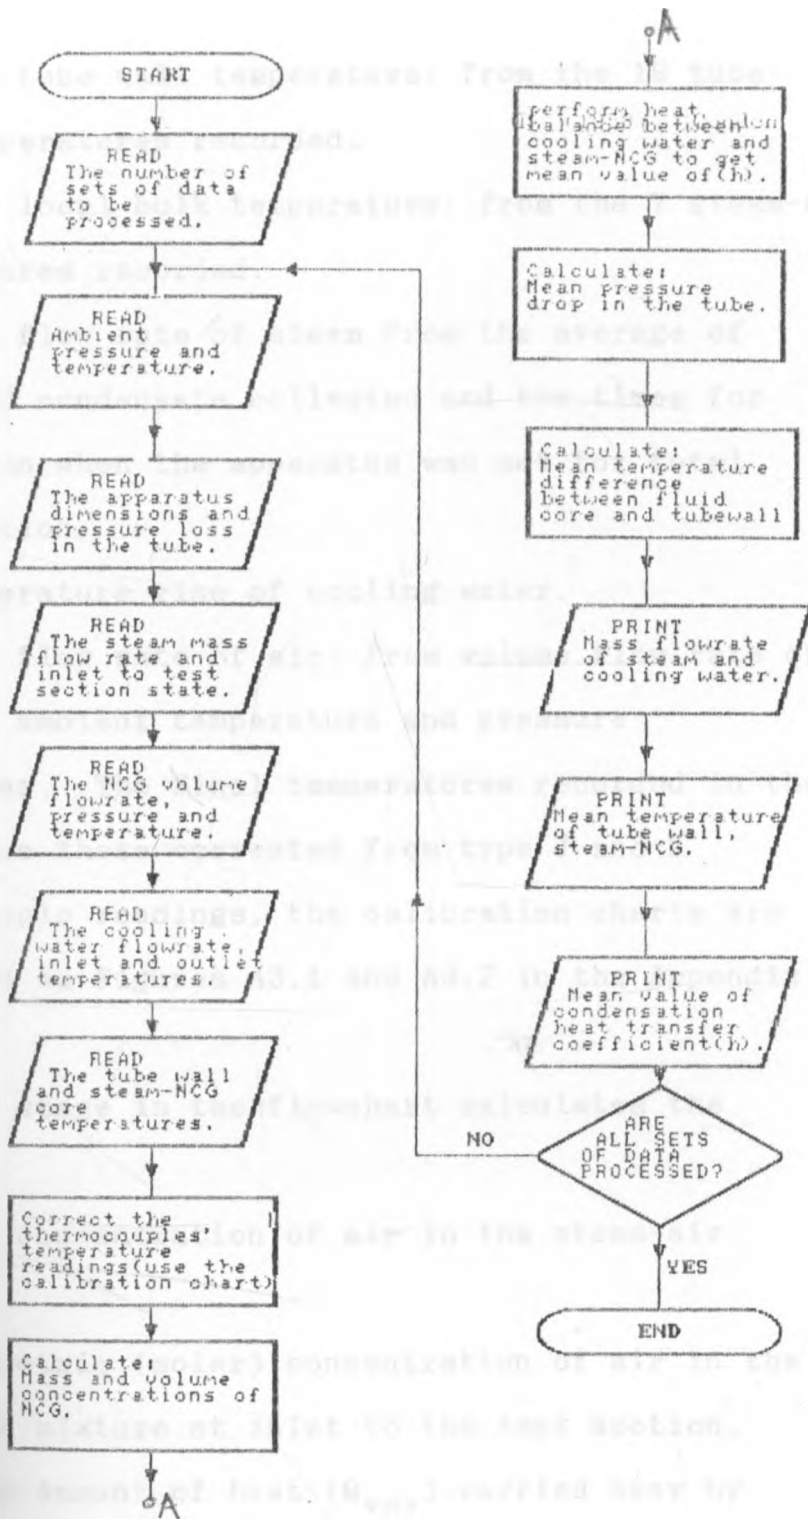 START
READ
The number of
sets of data
to be
processed.
READ
Ambient
pressure and
temperature.
READ
The apparatus
dimensions and
pressure loss
in the tube.
READ
The steam mass
flow rate and
inlet to test
section state.
READ
The NCG volume
flowrate,
pressure and
temperature.
READ
The cooling
water flowrate,
inlet and outlet
temperatures.
READ
The tube wall
and steam-NCG
core
temperatures.
Correct the
thermocouples
temperature
readings(use the
calibration chart)
Calculate:
Mass and volume
concentrations of
NCG.
A
A
perform heat
balance between
cooling water and
steam-NCG to get
mean value of(h).
Calculate:
Mean pressure
drop in the tube.
Calculate:
Mean temperature
difference
between fluid
core and tubewall
PRINT
Mass flowrate
of steam and
cooling water.
PRINT
Mean temperature
of tube wall,
steam-NCG.
PRINT
Mean value of
condensation
heat transfer
coefficient(h).
ARE
ALL SETS
OF DATA
PROCESSED?
NO
YES
END